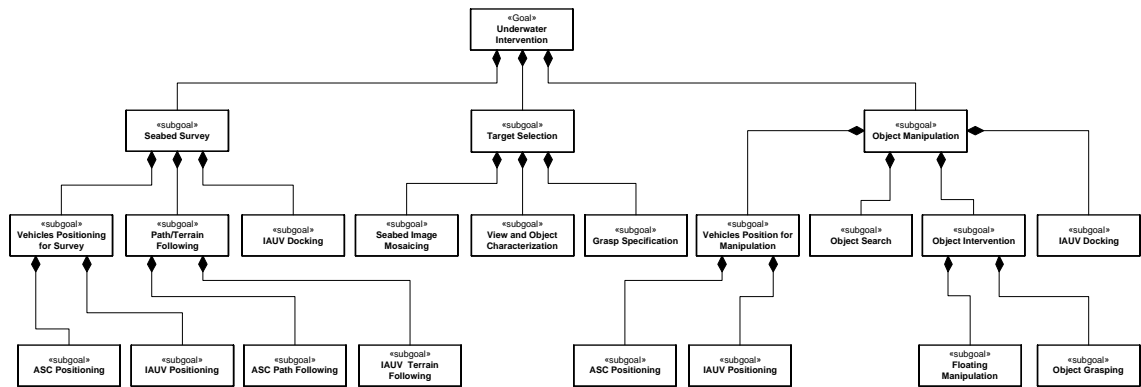 «Goal»
Underwater
Intervention
«subgoal»
Seabed Survey
«subgoal»
Target Selection
«subgoal»
Object Manipulation
«subgoal»
Vehicles Positioning
for Survey
«subgoal»
Path/Terrain
Following
«subgoal»
IAUV Docking
«subgoal»
Seabed Image
Mosaicing
«subgoal»
View and Object
Characterization
«subgoal»
Grasp Specification
«subgoal»
Vehicles Position for
Manipulation
«subgoal»
Object Search
«subgoal»
Object Intervention
«subgoal»
IAUV Docking
«subgoal»
ASC Positioning
«subgoal»
IAUV Positioning
«subgoal»
ASC Path Following
«subgoal»
IAUV Terrain
Following
«subgoal»
ASC Positioning
«subgoal»
IAUV Positioning
«subgoal»
Floating
Manipulation
«subgoal»
Object Grasping